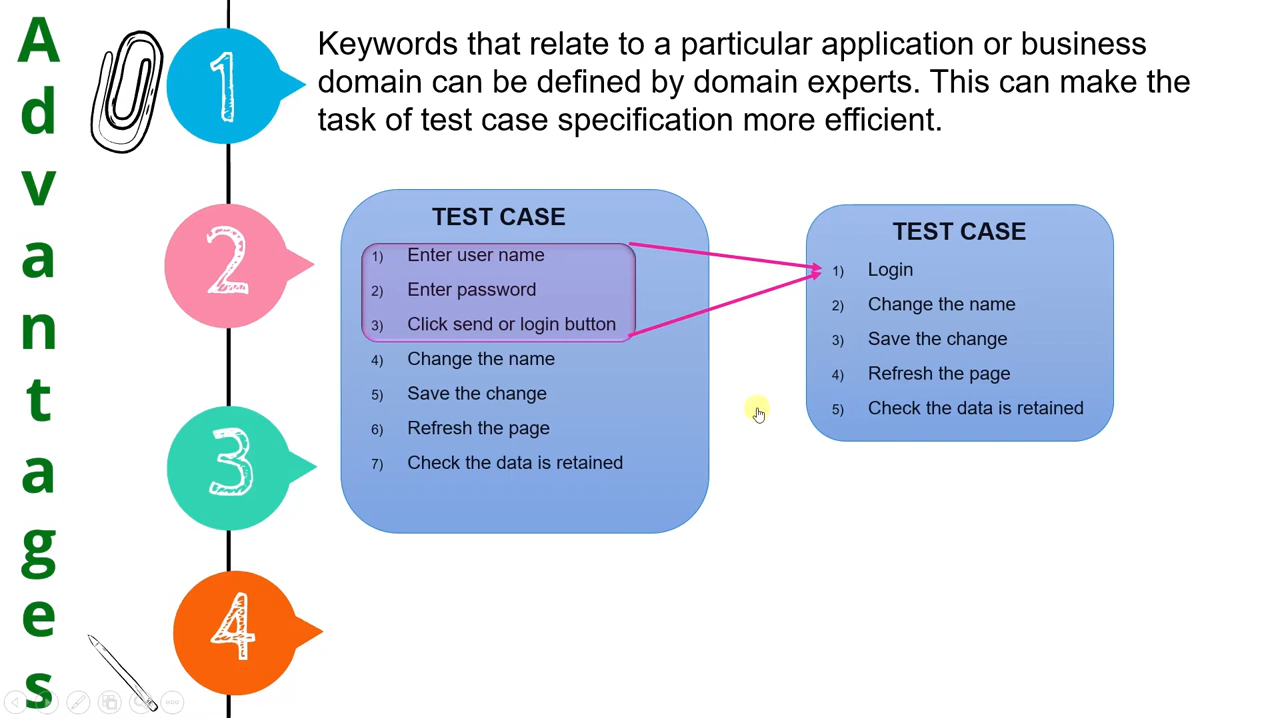 Advantages
1
Keywords that relate to a particular application or business
domain can be defined by domain experts. This can make the
task of test case specification more efficient.
2
3
4
TEST CASE
1) Enter user name
2) Enter password
3) Click send or login button
4) Change the name
5) Save the change
6) Refresh the page
7) Check the data is retained
TEST CASE
1) Login
2) Change the name
3) Save the change
4) Refresh the page
5) Check the data is retained